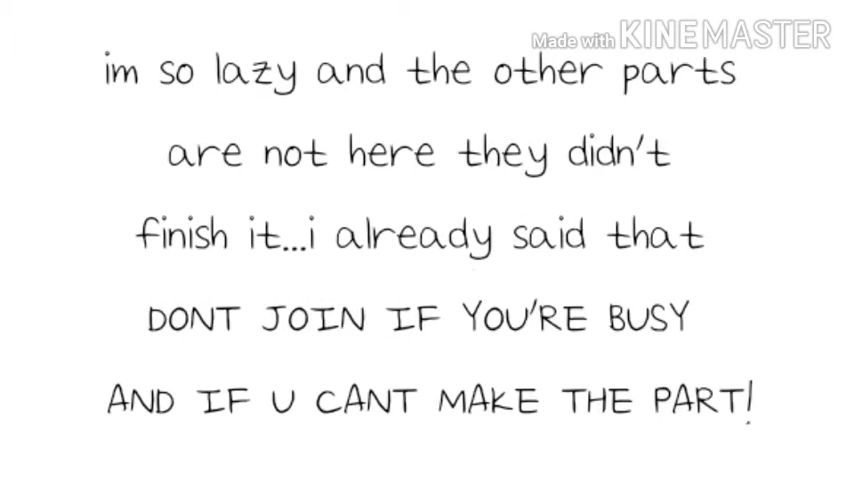 Made with KINEMASTER
im so lazy and the other parts
are not here they didn't
finish it...i already said that
DONT JOIN IF YOU'RE BUSY
AND IF U CANT MAKE THE PART!